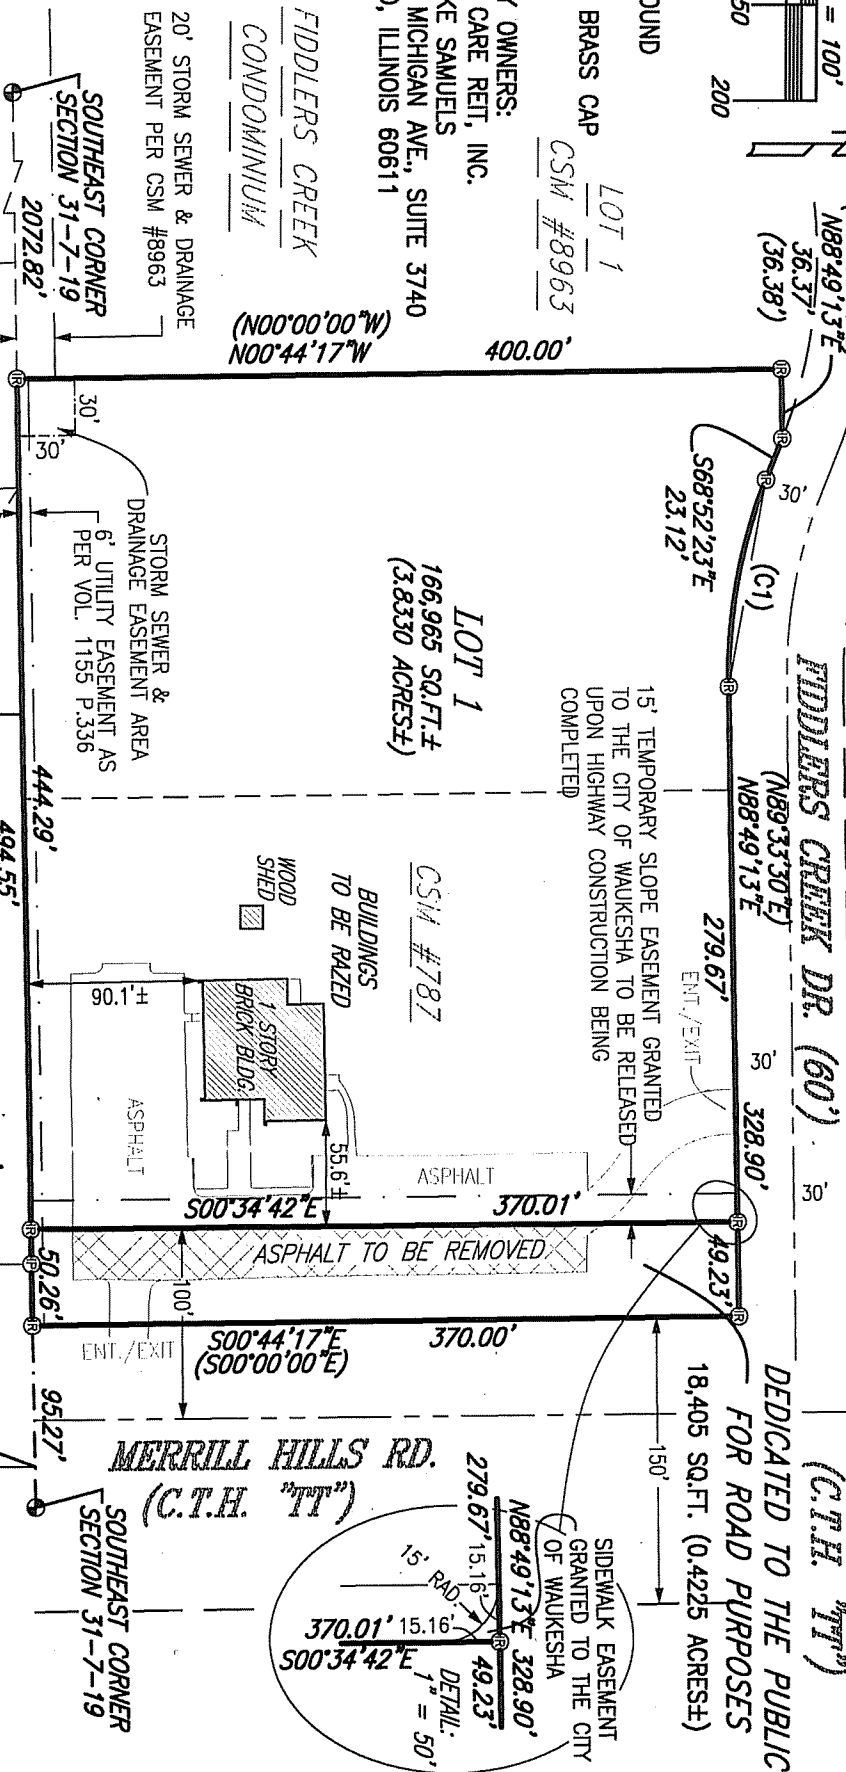 = 100'
50
200
OUND
BRASS CAP
Y OWNERS:
CARE REIT, INC.
KE SAMUELS
MICHIGAN AVE., SUITE 3740
O, ILLINOIS 60611
LOT 1
CSM #8963
FIDDLERS CREEK
CONDOMINIUM
20' STORM SEWER & DRAINAGE
EASEMENT PER CSM #8963
SOUTHEAST CORNER
SECTION 31-7-19
2072.82'
N88°49'13"E
36.37'
(36.38')
S68°52'23"E
23.12'
30'
(C1)
FIDDLERS CREEK DR. (60')
(C.T.H. "TT")
(N89°33'30"E)
N88°49'13"E
279.67'
328.90'
30'
30'
ENT./EXIT
49.23'
(N00°00'00"W)
N00°44'17"W
400.00'
30'
30'
STORM SEWER &
DRAINAGE EASEMENT AREA
6' UTILITY EASEMENT AS
PER VOL. 1155 P.336
LOT 1
166,965 SQ.FT.±
(3.8330 ACRES±)
15' TEMPORARY SLOPE EASEMENT GRANTED
TO THE CITY OF WAUKESHA TO BE RELEASED
UPON HIGHWAY CONSTRUCTION BEING
COMPLETED
CSM #787
BUILDINGS
TO BE RAZED
WOOD
SHED
1 STORY
BRICK BLDG.
90.1'±
55.6'±
ASPHALT
ASPHALT
S00°34'42"E
370.01'
ASPHALT TO BE REMOVED
100'
S00°44'17"E
(S00°00'00"E)
370.00'
ENT./EXIT
444.29'
494.55'
50.26'
95.27'
150'
DEDICATED TO THE PUBLIC
FOR ROAD PURPOSES
18,405 SQ.FT. (0.4225 ACRES±)
MERRILL HILLS RD.
(C.T.H. "TT")
SOUTHEAST CORNER
SECTION 31-7-19
SIDEWALK EASEMENT
GRANTED TO THE CITY
OF WAUKESHA
N88°49'13"E 328.90'
279.67'
15.16'
49.23'
15' RAD.
370.01'
15.16'
S00°34'42"E
DETAIL:
1" = 50'